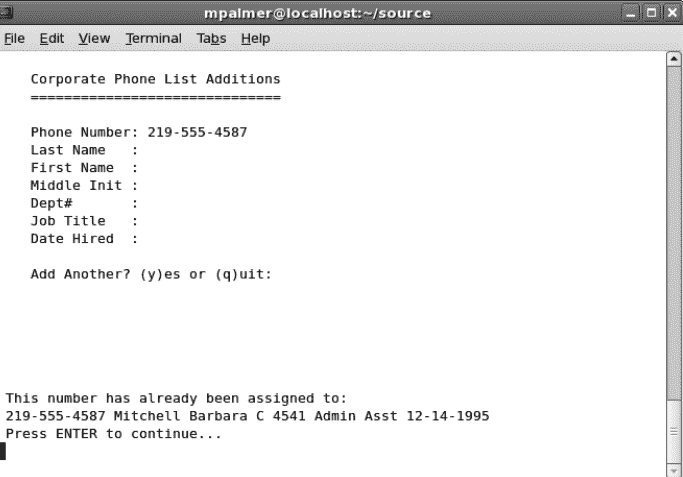 mpalmer@localhost:~/source
File Edit View Terminal Tabs Help
Corporate Phone List Additions
==============================
Phone Number: 219-555-4587
Last Name :
First Name :
Middle Init :
Dept# :
Job Title :
Date Hired :
Add Another? (y)es or (q)uit:
This number has already been assigned to:
219-555-4587 Mitchell Barbara C 4541 Admin Asst 12-14-1995
Press ENTER to continue...